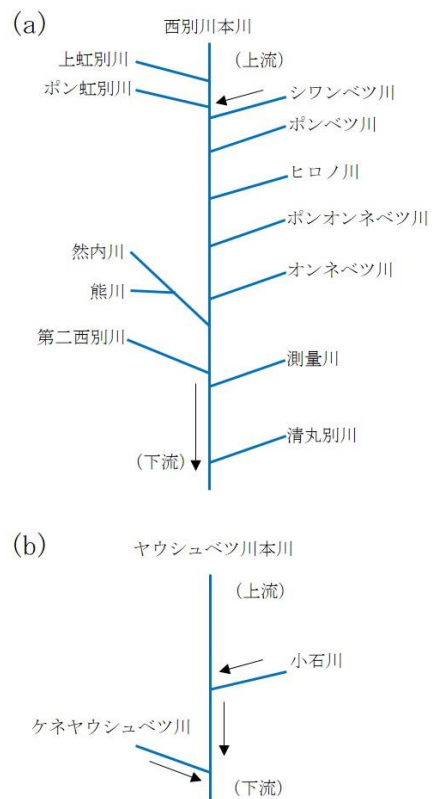 (a)
西別川本川
(上流)
上虹別川
ポン虹別川
シワンベツ川
ポンベツ川
ヒロノ川
ポンオンネベツ川
然内川
オンネベツ川
熊川
第二西別川
測量川
清丸別川
(下流)
(b)
ヤウシュベツ川本川
(上流)
小石川
ケネヤウシュベツ川
(下流)